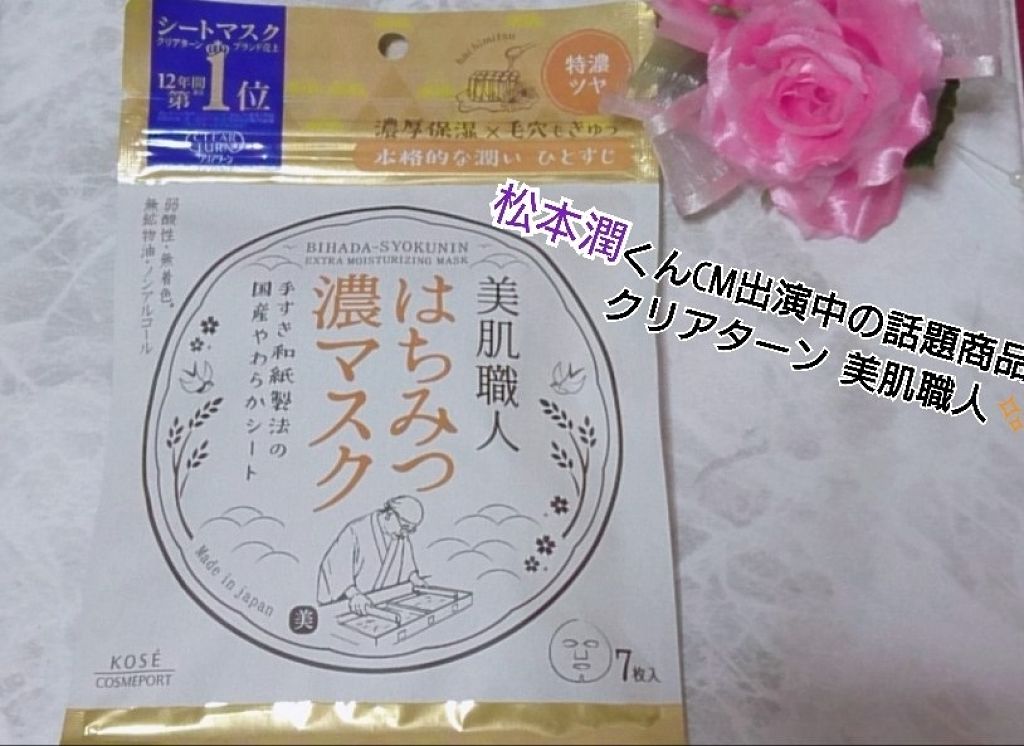 シートマスク
クリアターン ブランド売上
12年間
第1位
CLEAR
TURN
クリアターン
hachimitsu
特濃
ツヤ
濃厚保湿×毛穴もきゅっ
本格的な潤い ひとすじ
弱酸性・無着色。
無鉱物油・ノンアルコール
BIHADA-SYOKUNIN
EXTRA MOISTURIZING MASK
美肌職人
はちみつ
濃マスク
手すき和紙製法の
国産やわらかシート
Made in japan
美
KOSÉ
COSMEPORT
7枚入
松本潤くんCM出演中の話題商品
クリアターン 美肌職人